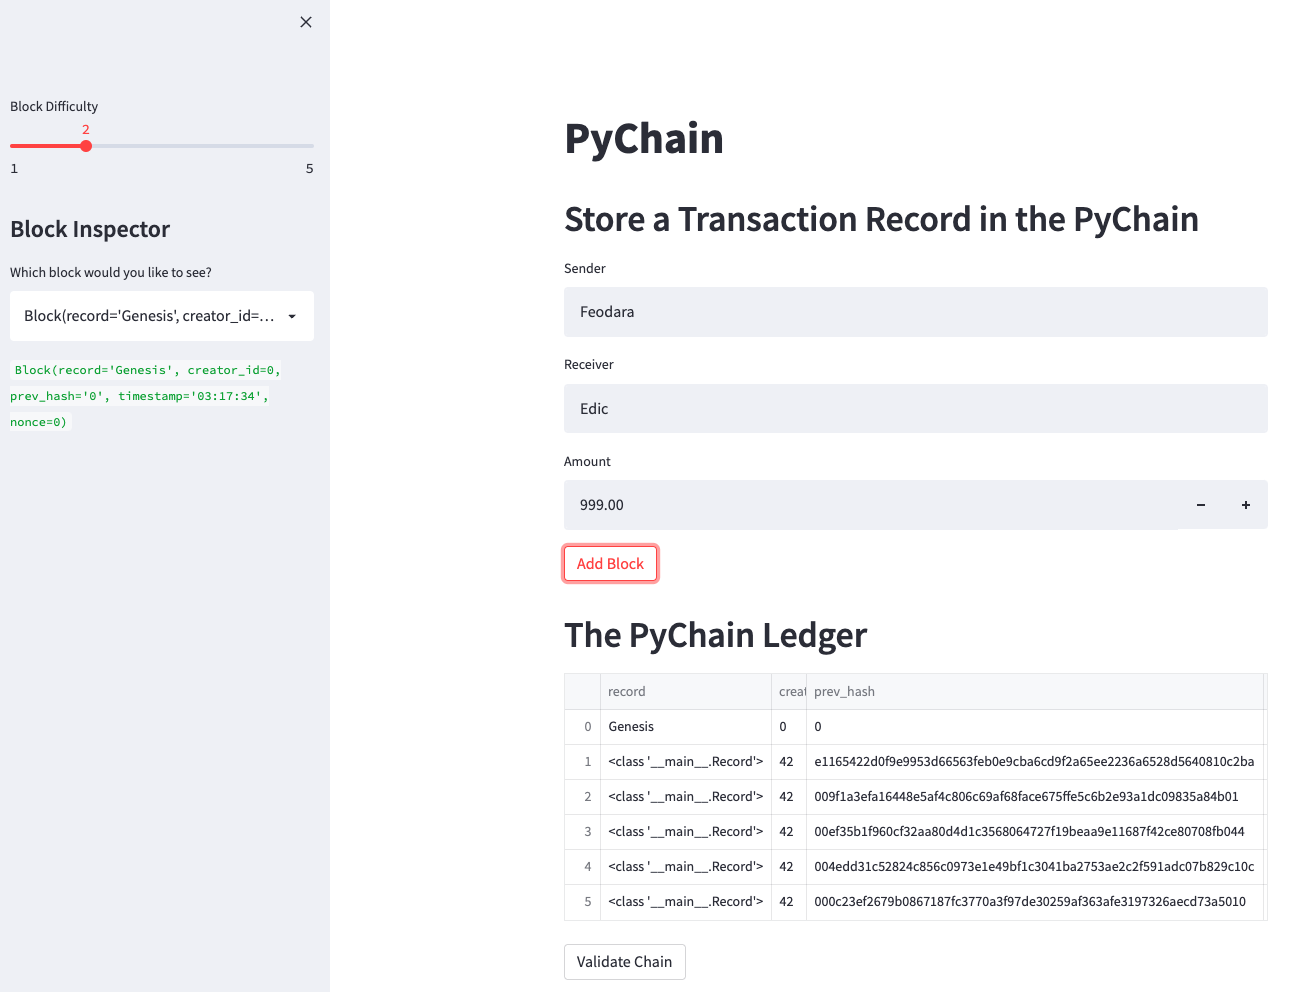 Block Difficulty
2
1 5
Block Inspector
Which block would you like to see?
Block(record='Genesis', creator_id=...
Block(record='Genesis', creator_id=0,
prev_hash='0', timestamp='03:17:34',
nonce=0)
PyChain
Store a Transaction Record in the PyChain
Sender
Feodara
Receiver
Edic
Amount
999.00
Add Block
The PyChain Ledger
record creat prev_hash
0 Genesis 0 0
1 <class '__main__.Record'> 42 e1165422d0f9e9953d66563feb0e9cba6cd9f2a65ee2236a6528d5640810c2ba
2 <class '__main__.Record'> 42 009f1a3efa16448e5af4c806c69af68face675ffe5c6b2e93a1dc09835a84b01
3 <class '__main__.Record'> 42 00ef35b1f960cf32aa80d4d1c3568064727f19beaa9e11687f42ce80708fb044
4 <class '__main__.Record'> 42 004edd31c52824c856c0973e1e49bf1c3041ba2753ae2c2f591adc07b829c10c
5 <class '__main__.Record'> 42 000c23ef2679b0867187fc3770a3f97de30259af363afe3197326aecd73a5010
Validate Chain